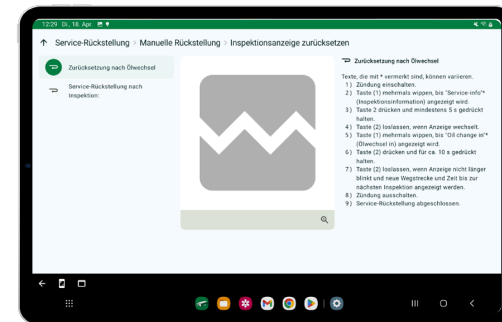 12:29 Di., 18. Apr.
Service-Rückstellung > Manuelle Rückstellung > Inspektionsanzeige zurücksetzen
Zurücksetzung nach Ölwechsel
Service-Rückstellung nach
Inspektion:
Zurücksetzung nach Ölwechsel
Texte, die mit * vermerkt sind, können variieren.
1) Zündung einschalten.
2) Taste (1) mehrmals wippen, bis "Service-info"*
(Inspektionsinformation) angezeigt wird.
3) Taste 2 drücken und mindestens 5 s gedrückt
halten.
4) Taste (2) loslassen, wenn Anzeige wechselt.
5) Taste (1) mehrmals wippen, bis "Oil change in"*
(Ölwechsel in) angezeigt wird.
6) Taste (2) drücken und für ca. 10 s gedrückt
halten.
7) Taste (2) loslassen, wenn Anzeige nicht länger
blinkt und neue Wegstrecke und Zeit bis zur
nächsten Inspektion angezeigt werden.
8) Zündung ausschalten.
9) Service-Rückstellung abgeschlossen.